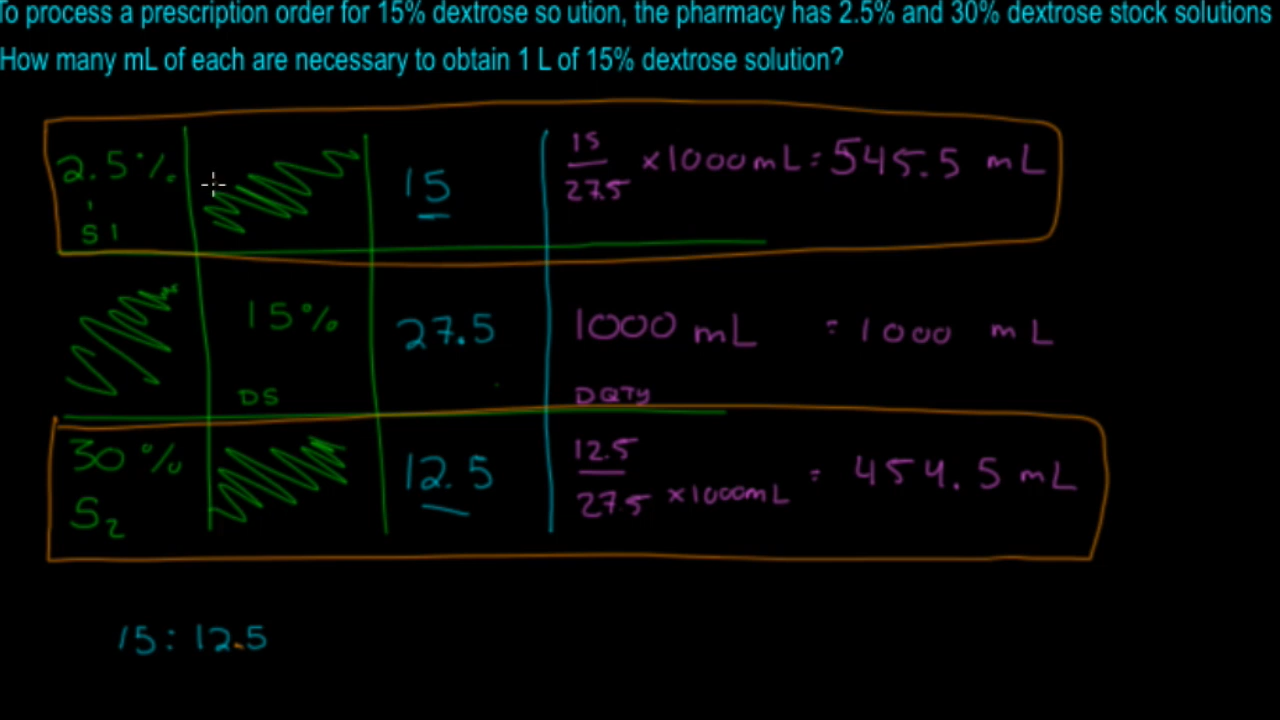 To process a prescription order for 15% dextrose so ution, the pharmacy has 2.5% and 30% dextrose stock solutions
How many mL of each are necessary to obtain 1 L of 15% dextrose solution?
2.5% 15 15/27.5 x1000mL = 545.5 mL
S1
15% 27.5 1000 mL = 1000 mL
DS DQTY
30% 12.5 12.5/27.5 x1000mL = 454.5 mL
S2
15 : 12.5